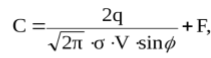 C = 2q / √2π ·σ ·V ·sinϕ + F,